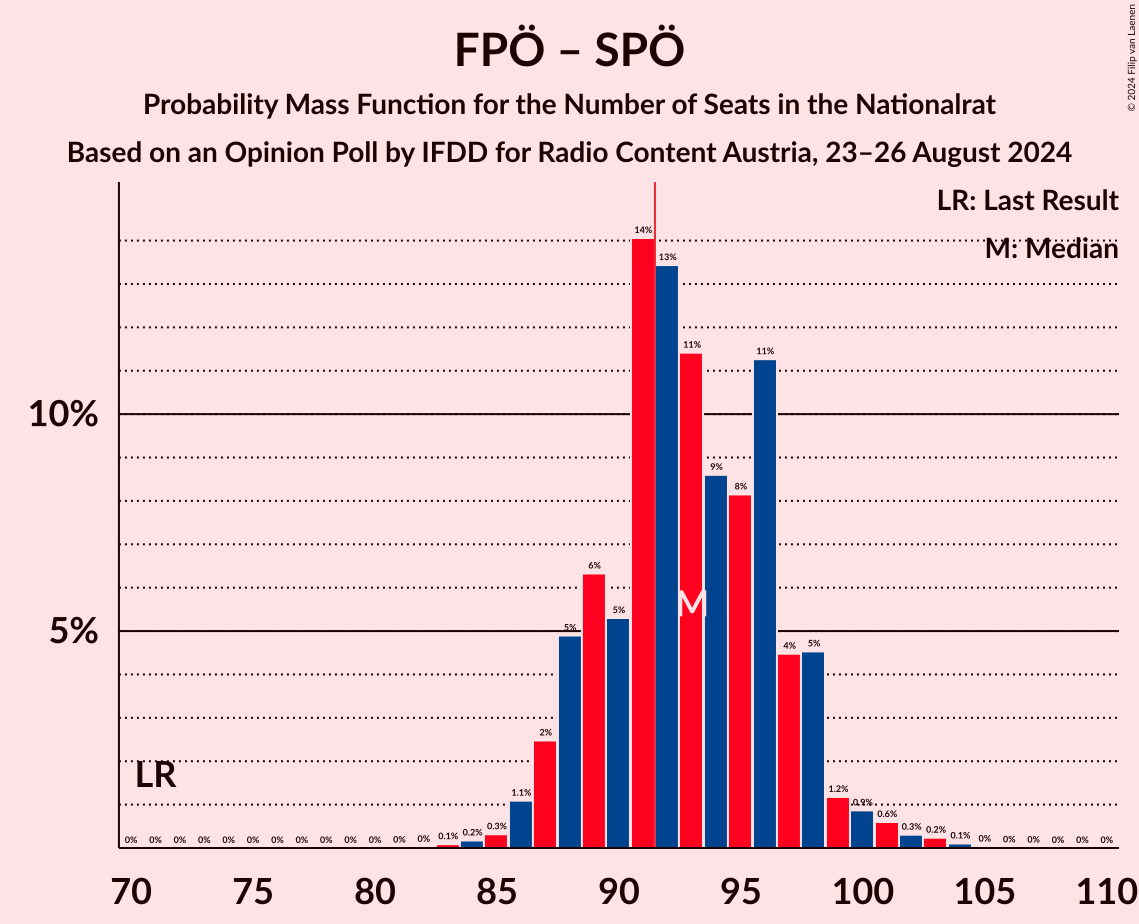 FPÖ – SPÖ
Probability Mass Function for the Number of Seats in the Nationalrat
Based on an Opinion Poll by IFDD for Radio Content Austria, 23–26 August 2024
© 2024 Filip van Laenen
LR: Last Result
M: Median
10%
5%
LR
M
0% 0% 0% 0% 0% 0% 0% 0% 0% 0% 0% 0% 0% 0.1% 0.2% 0.3% 1.1% 2% 5% 6% 5% 14% 13% 11% 9% 8% 11% 4% 5% 1.2% 0.9% 0.6% 0.3% 0.2% 0.1% 0% 0% 0% 0% 0% 0%
70 75 80 85 90 95 100 105 110